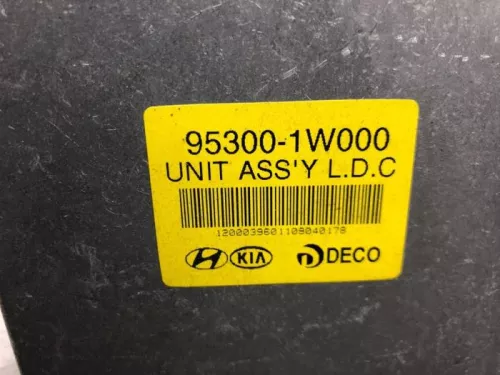 95300-1W000
UNIT ASS'Y L.D.C
1200039601109040178
KIA DECO